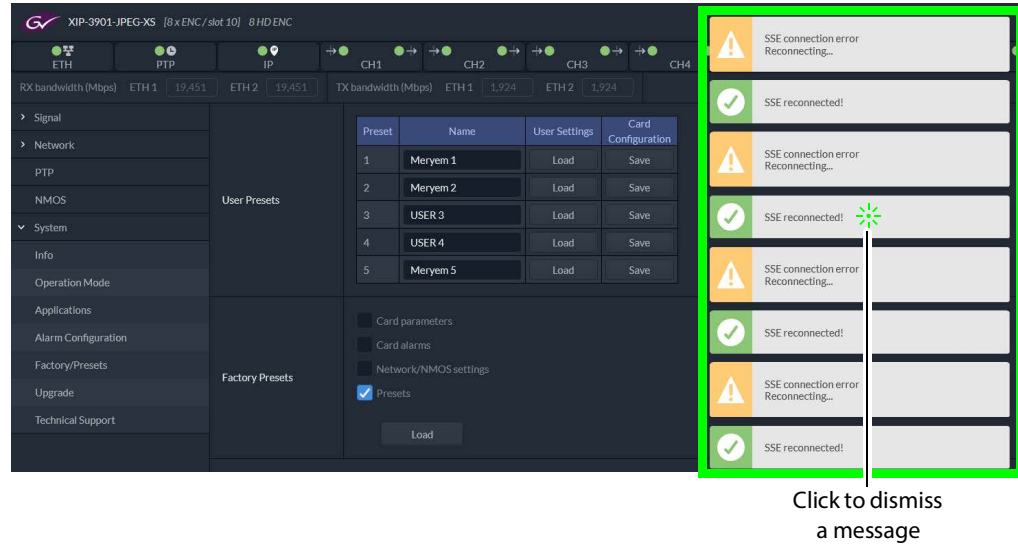 GV XIP-3901-JPEG-XS [8 x ENC / slot 10] 8 HD ENC
ETH PTP IP CH1 CH2 CH3 CH4
RX bandwidth (Mbps) ETH 1 19,451 ETH 2 19,451 TX bandwidth (Mbps) ETH 1 1,924 ETH 2 1,924
Signal
Network
PTP
NMOS
System
Info
Operation Mode
Applications
Alarm Configuration
Factory/Presets
Upgrade
Technical Support
User Presets
Preset Name User Settings Card Configuration
1 Meryem 1 Load Save
2 Meryem 2 Load Save
3 USER 3 Load Save
4 USER 4 Load Save
5 Meryem 5 Load Save
Factory Presets
Card parameters
Card alarms
Network/NMOS settings
Presets
Load
SSE connection error
Reconnecting...
SSE reconnected!
SSE connection error
Reconnecting...
SSE reconnected!
SSE connection error
Reconnecting...
SSE reconnected!
SSE connection error
Reconnecting...
SSE reconnected!
Click to dismiss
a message